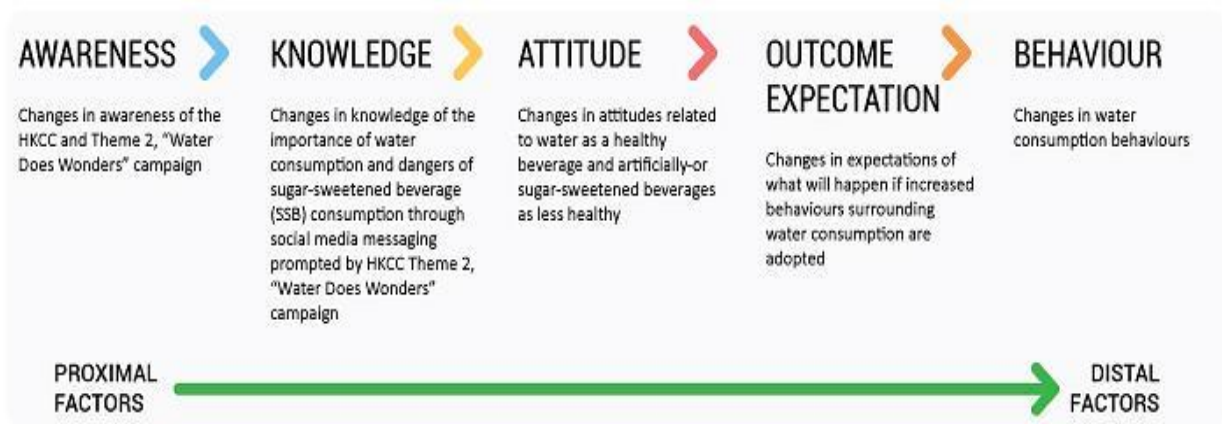 AWARENESS
Changes in awareness of the
HKCC and Theme 2, “Water
Does Wonders” campaign
KNOWLEDGE
Changes in knowledge of the
importance of water
consumption and dangers of
sugar-sweetened beverage
(SSB) consumption through
social media messaging
prompted by HKCC Theme 2,
“Water Does Wonders”
campaign
ATTITUDE
Changes in attitudes related
to water as a healthy
beverage and artificially-or
sugar-sweetened beverages
as less healthy
OUTCOME
EXPECTATION
Changes in expectations of
what will happen if increased
behaviours surrounding
water consumption are
adopted
BEHAVIOUR
Changes in water
consumption behaviours
PROXIMAL
FACTORS
DISTAL
FACTORS